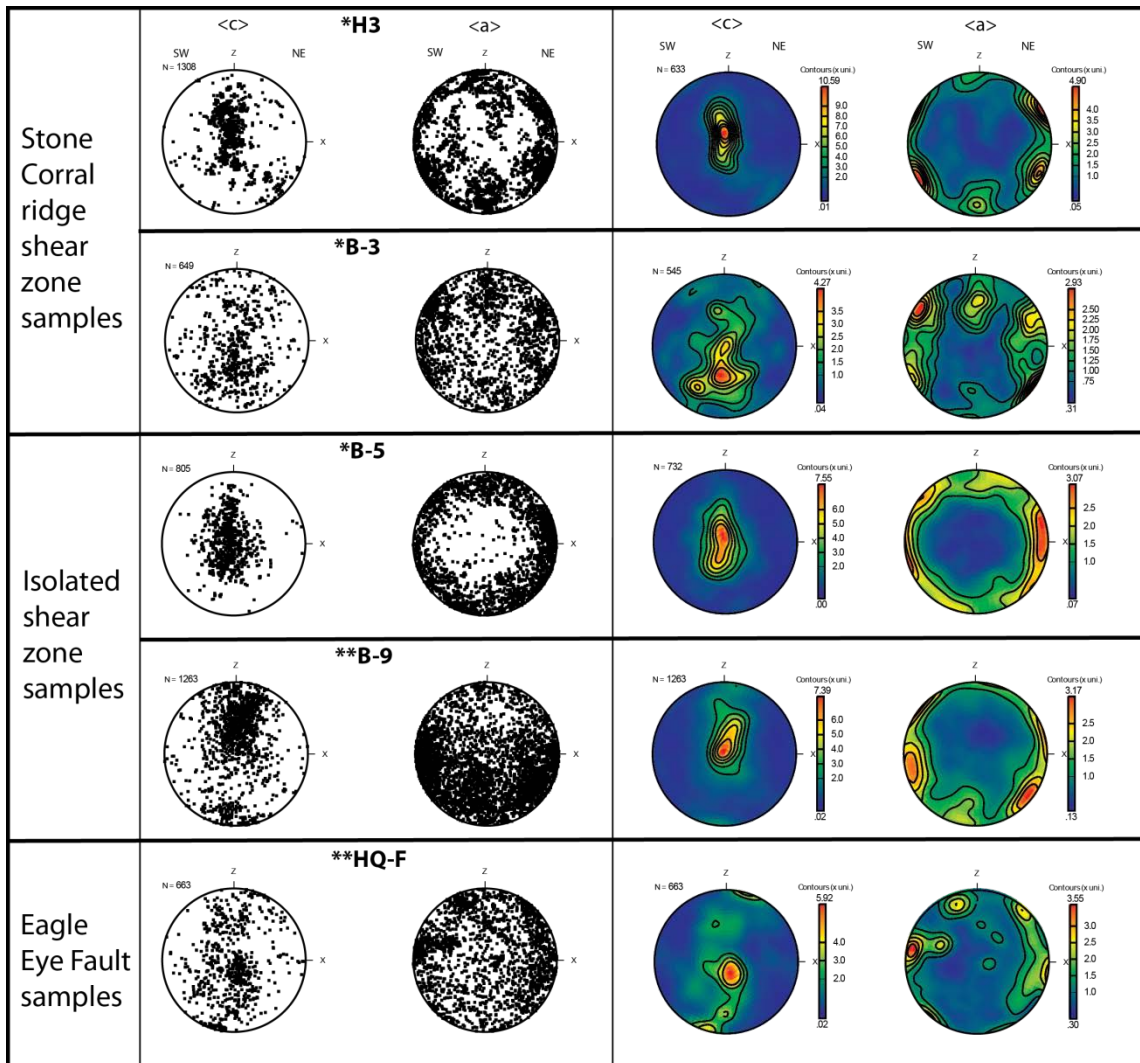 <c> *H3 <a> <c> <a>
SW Z NE SW Z NE
N = 1308 X N = 633 X
Contours (x uni.)
10.59
9.0
8.0
7.0
6.0
5.0
4.0
3.0
2.0
.01
Contours (x uni.)
4.90
4.0
3.5
3.0
2.5
2.0
1.5
1.0
.05
Stone
Corral
ridge
shear
zone
samples
*B-3
Z Z
N = 649 X N = 545 X
Contours (x uni.)
4.27
3.5
3.0
2.5
2.0
1.0
.04
Contours (x uni.)
2.93
2.50
2.25
2.00
1.75
1.50
1.25
1.00
.75
.31
Isolated
shear
zone
samples
*B-5
Z Z
N = 805 X N = 732 X
Contours (x uni.)
7.55
6.0
5.0
4.0
3.0
2.0
.00
Contours (x uni.)
3.07
2.5
2.0
1.5
1.0
.07
**B-9
Z Z
N = 1263 X N = 1263 X
Contours (x uni.)
7.39
6.0
5.0
4.0
3.0
2.0
.02
Contours (x uni.)
3.17
2.5
2.0
1.5
1.0
.13
Eagle
Eye Fault
samples
**HQ-F
Z Z
N = 663 X N = 663 X
Contours (x uni.)
5.92
4.0
3.0
2.0
.02
Contours (x uni.)
3.55
3.0
2.5
2.0
1.5
1.0
.30